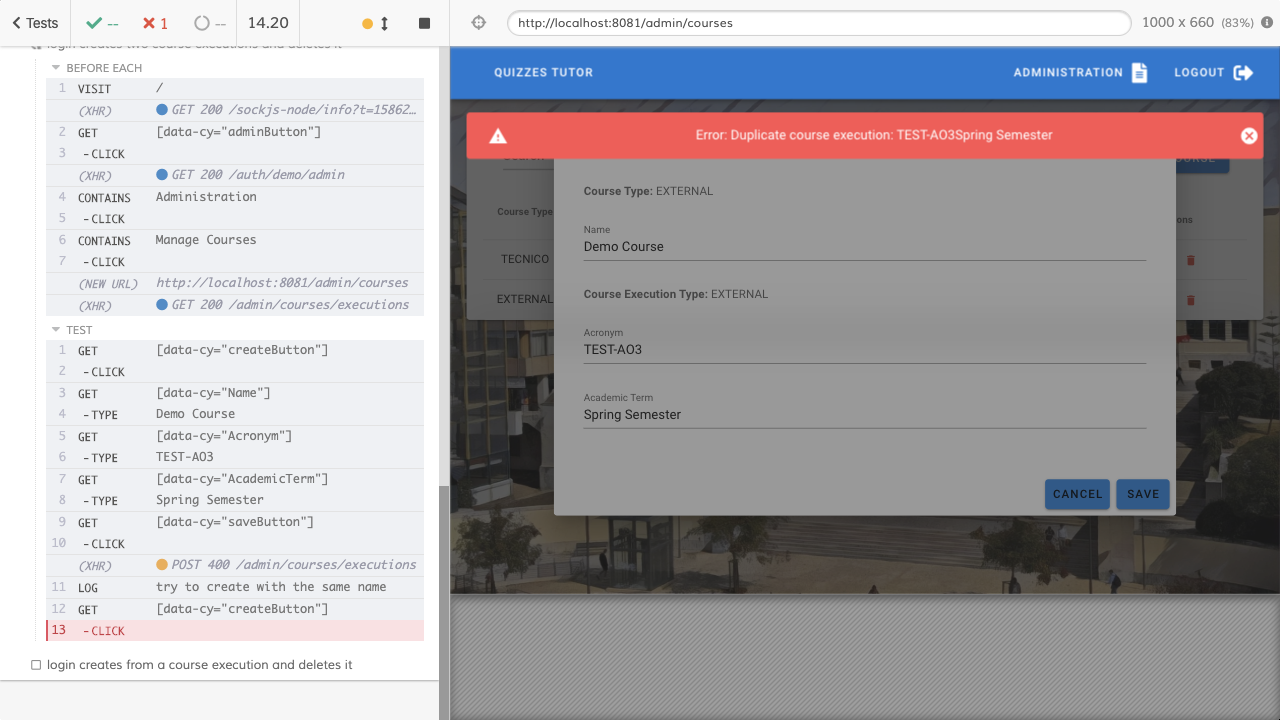 Tests
--
1
--
14.20
http://localhost:8081/admin/courses
1000 x 660 (83%)
login creates two course executions and deletes it
BEFORE EACH
1 VISIT /
(XHR) GET 200 /sockjs-node/info?t=15862…
2 GET [data-cy="adminButton"]
3 -CLICK
(XHR) GET 200 /auth/demo/admin
4 CONTAINS Administration
5 -CLICK
6 CONTAINS Manage Courses
7 -CLICK
(NEW URL) http://localhost:8081/admin/courses
(XHR) GET 200 /admin/courses/executions
TEST
1 GET [data-cy="createButton"]
2 -CLICK
3 GET [data-cy="Name"]
4 -TYPE Demo Course
5 GET [data-cy="Acronym"]
6 -TYPE TEST-AO3
7 GET [data-cy="AcademicTerm"]
8 -TYPE Spring Semester
9 GET [data-cy="saveButton"]
10 -CLICK
(XHR) POST 400 /admin/courses/executions
11 LOG try to create with the same name
12 GET [data-cy="createButton"]
13 -CLICK
login creates from a course execution and deletes it
QUIZZES TUTOR
ADMINISTRATION
LOGOUT
Error: Duplicate course execution: TEST-AO3Spring Semester
Course Type
TECNICO
EXTERNAL
ons
Course Type: EXTERNAL
Name
Demo Course
Course Execution Type: EXTERNAL
Acronym
TEST-AO3
Academic Term
Spring Semester
CANCEL
SAVE